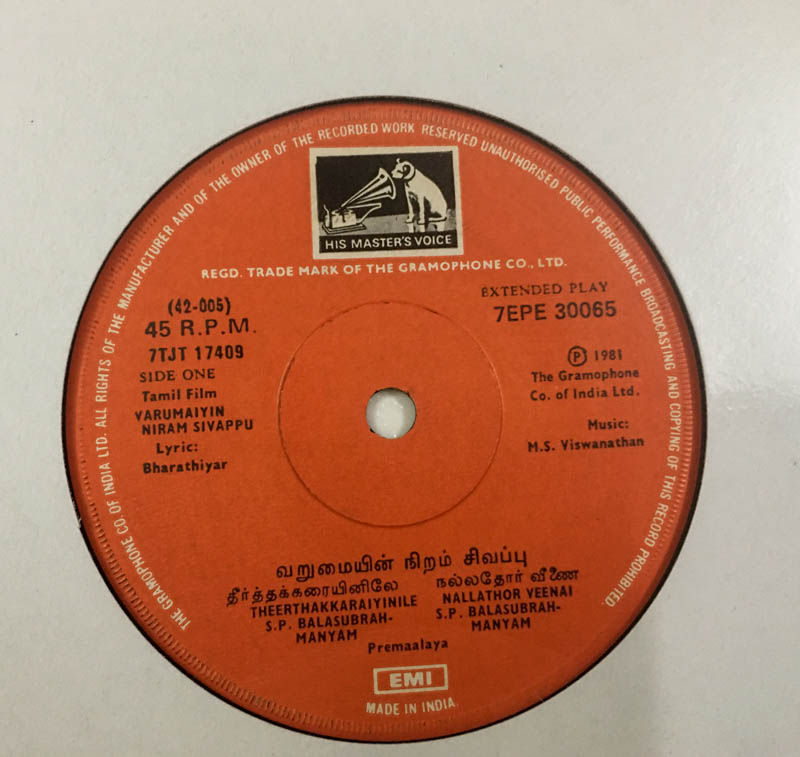 THE GRAMOPHONE CO. OF INDIA LTD. ALL RIGHTS OF THE MANUFACTURER AND OF THE OWNER OF THE RECORDED WORK RESERVED UNAUTHORISED PUBLIC PERFORMANCE BROADCASTING AND COPYING OF THIS RECORD PROHIBITED.
HIS MASTER'S VOICE
REGD. TRADE MARK OF THE GRAMOPHONE CO., LTD.
(42-005)
45 R.P.M.
7TJT 17409
SIDE ONE
Tamil Film
VARUMAIYIN
NIRAM SIVAPPU
Lyric:
Bharathiyar
EXTENDED PLAY
7EPE 30065
Ⓟ 1981
The Gramophone
Co. of India Ltd.
Music:
M.S. Viswanathan
வறுமையின் நிறம் சிவப்பு
தீர்த்தக்கரையினிலே
THEERTHAKKARAIYINILE
S.P. BALASUBRAH-
MANYAM
நல்லதோர் வீணை
NALLATHOR VEENAI
S.P. BALASUBRAH-
MANYAM
Premaalaya
EMI
MADE IN INDIA